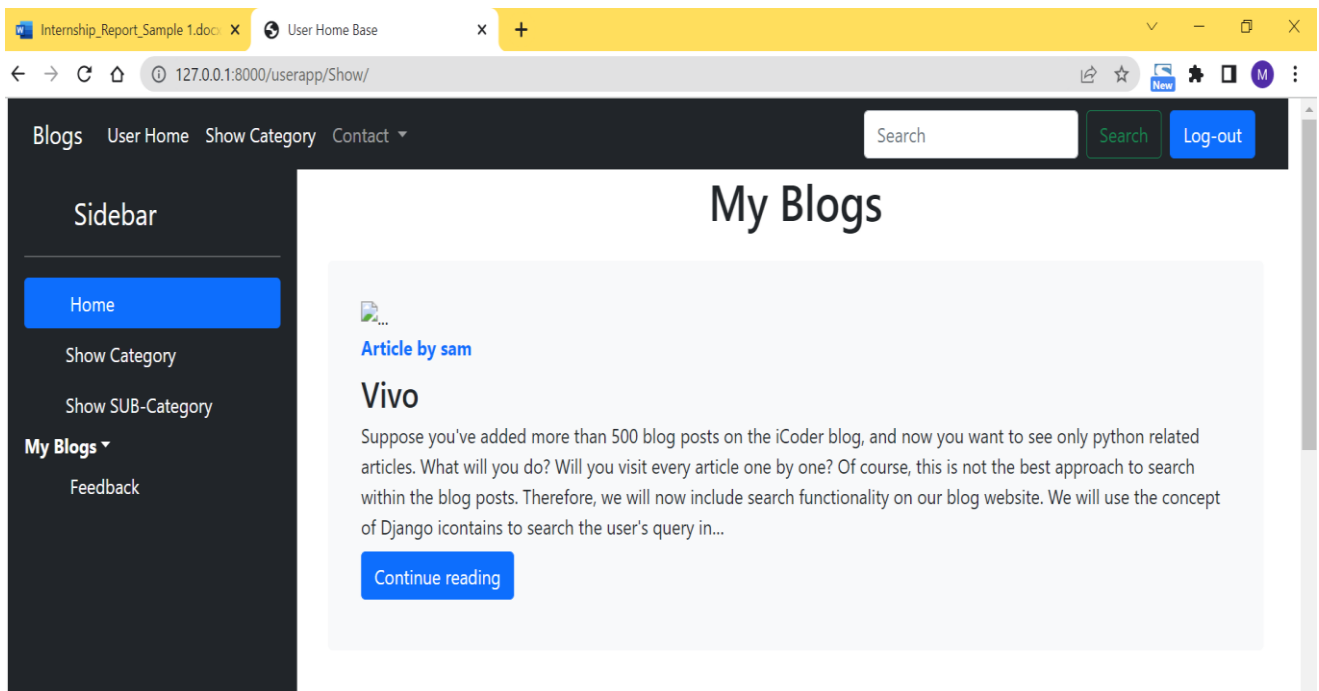 Internship_Report_Sample 1.doc
User Home Base
127.0.0.1:8000/userapp/Show/
New
M
Blogs User Home Show Category Contact Search Search Log-out
Sidebar
Home
Show Category
Show SUB-Category
My Blogs
Feedback
My Blogs
...
Article by sam
Vivo
Suppose you've added more than 500 blog posts on the iCoder blog, and now you want to see only python related
articles. What will you do? Will you visit every article one by one? Of course, this is not the best approach to search
within the blog posts. Therefore, we will now include search functionality on our blog website. We will use the concept
of Django icontains to search the user's query in...
Continue reading